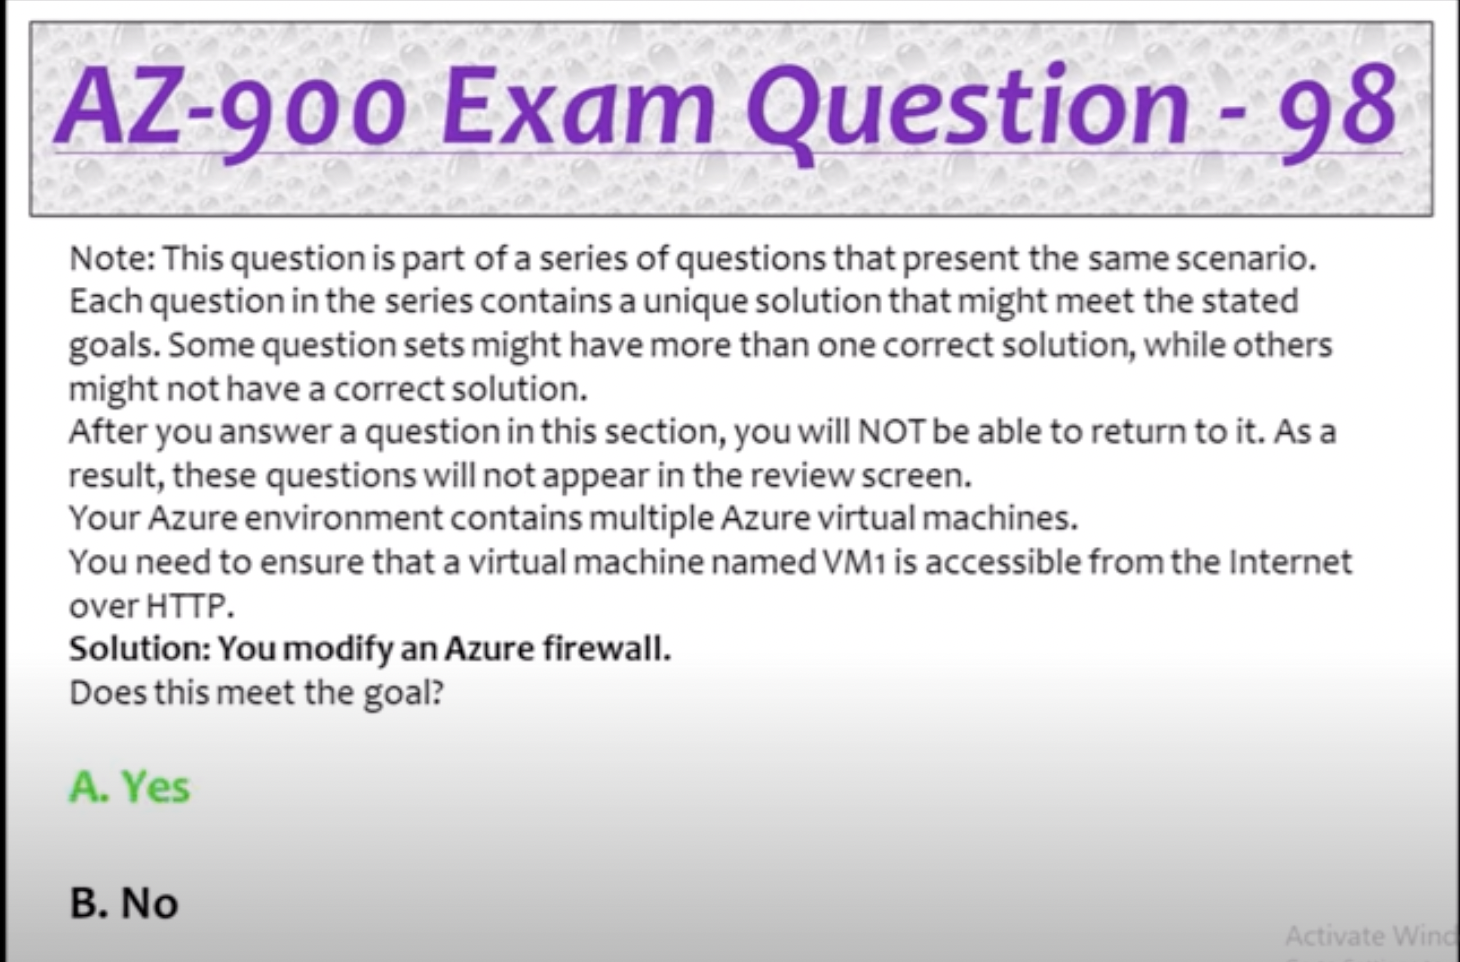 AZ-900 Exam Question - 98
Note: This question is part of a series of questions that present the same scenario.
Each question in the series contains a unique solution that might meet the stated
goals. Some question sets might have more than one correct solution, while others
might not have a correct solution.
After you answer a question in this section, you will NOT be able to return to it. As a
result, these questions will not appear in the review screen.
Your Azure environment contains multiple Azure virtual machines.
You need to ensure that a virtual machine named VM1 is accessible from the Internet
over HTTP.
Solution: You modify an Azure firewall.
Does this meet the goal?
A. Yes
B. No
Activate Wind